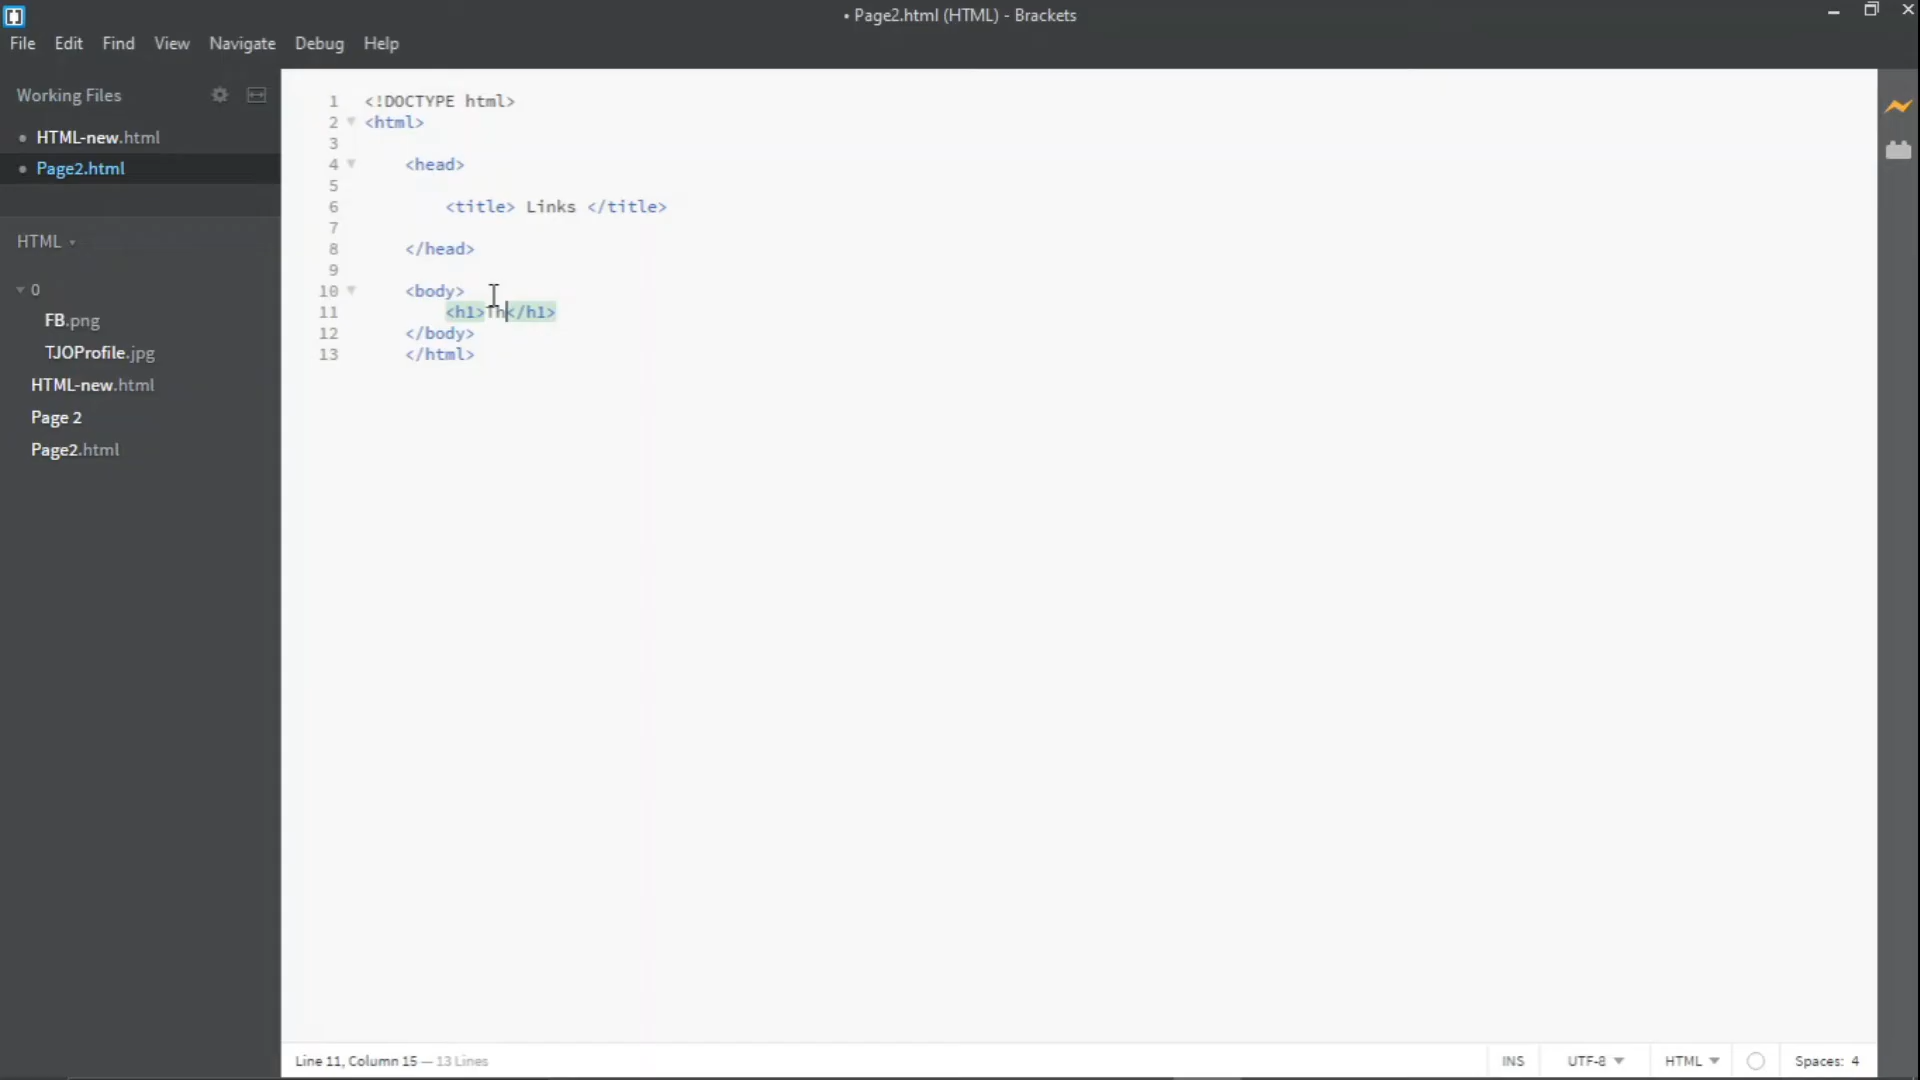 • Page2.html (HTML) - Brackets
File Edit Find View Navigate Debug Help
Working Files
• HTML-new.html
• Page2.html
HTML
0
FB.png
TJOProfile.jpg
HTML-new.html
Page 2
Page2.html
1 <!DOCTYPE html>
2 <html>
3
4 <head>
5
6 <title> Links </title>
7
8 </head>
9
10 <body>
11 <h1>Th</h1>
12 </body>
13 </html>
Line 11, Column 15 — 13 Lines
INS UTF-8 HTML Spaces: 4